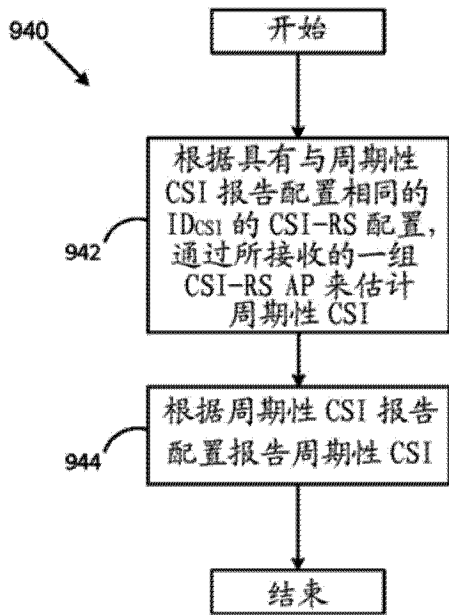 940
开始
942
根据具有与周期性
CSI 报告配置相同的
IDCSI 的 CSI-RS 配置,
通过所接收的一组
CSI-RS AP 来估计
周期性 CSI
944
根据周期性 CSI 报告
配置报告周期性 CSI
结束